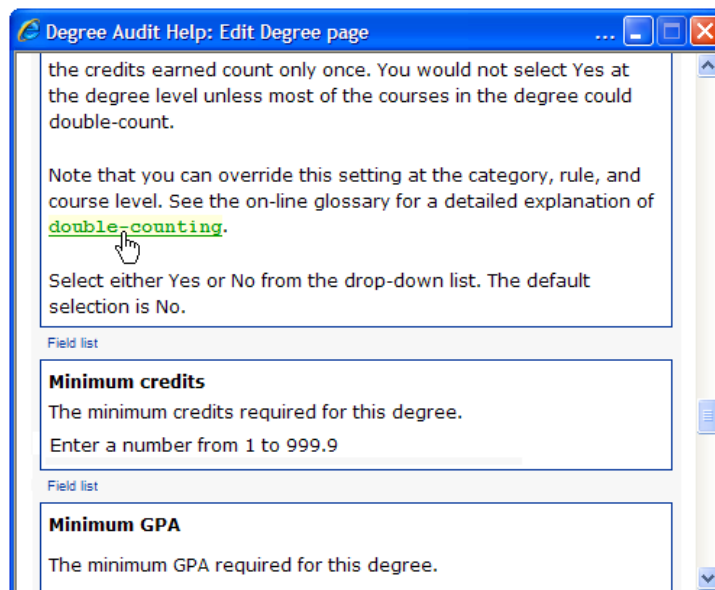 Degree Audit Help: Edit Degree page ...
the credits earned count only once. You would not select Yes at
the degree level unless most of the courses in the degree could
double-count.
Note that you can override this setting at the category, rule, and
course level. See the on-line glossary for a detailed explanation of
double-counting.
Select either Yes or No from the drop-down list. The default
selection is No.
Field list
Minimum credits
The minimum credits required for this degree.
Enter a number from 1 to 999.9
Field list
Minimum GPA
The minimum GPA required for this degree.